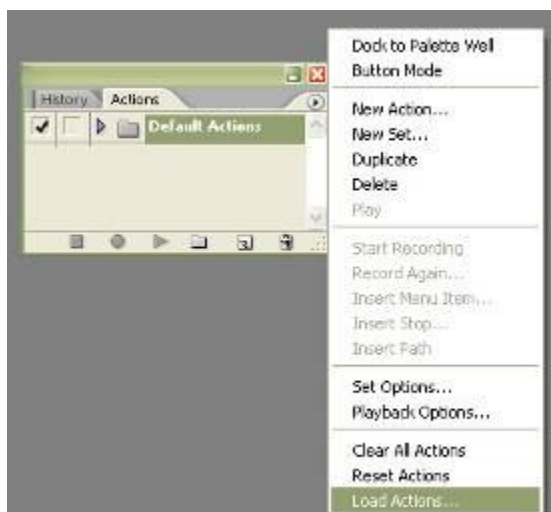 History
Actions
Default Actions
Dock to Palette Well
Button Mode
New Action...
New Set...
Duplicate
Delete
Play
Start Recording
Record Again...
Insert Menu Item...
Insert Stop...
Insert Path
Set Options...
Playback Options...
Clear All Actions
Reset Actions
Load Actions...